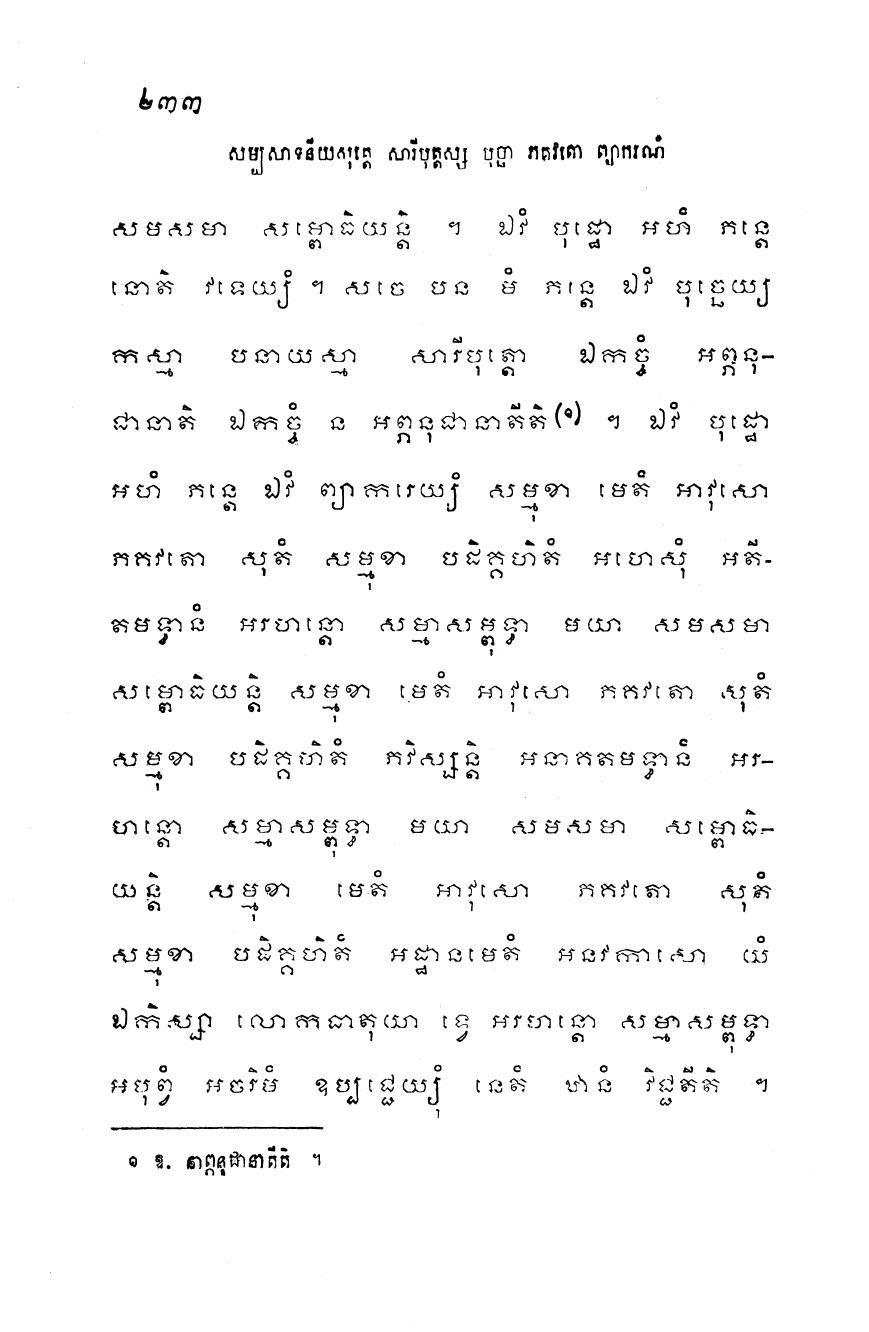 ២៣៣
សម្បសាទនីយសុត្តេ សារីបុត្តស្ស បុច្ឆា ភគវតោ ព្យាករណំ
សមសមា សម្ពោធិយន្តិ ។ ឯវំ បុដ្ឋោ អហំ ភន្តេ
នោតិ វទេយ្យំ ។ សចេ បន មំ ភន្តេ ឯវំ បុច្ឆេយ្យ
កស្មា បនាយស្មា សារីបុត្តោ ឯកច្ចំ អព្ភនុ-
ជានាតិ ឯកច្ចំ ន អព្ភនុជានាតីតិ(១) ។ ឯវំ បុដ្ឋោ
អហំ ភន្តេ ឯវំ ព្យាករេយ្យំ សម្មុខា មេតំ អាវុសោ
ភគវតោ សុតំ សម្មុខា បដិគ្គហិតំ អហេសុំ អតី-
តមទ្ធានំ អរហន្តោ សម្មាសម្ពុទ្ធា មយា សមសមា
សម្ពោធិយន្តិ សម្មុខា មេតំ អាវុសោ ភគវតោ សុតំ
សម្មុខា បដិគ្គហិតំ ភវិស្សន្តិ អនាគតមទ្ធានំ អរ-
ហន្តោ សម្មាសម្ពុទ្ធា មយា សមសមា សម្ពោធិ-
យន្តិ សម្មុខា មេតំ អាវុសោ ភគវតោ សុតំ
សម្មុខា បដិគ្គហិតំ អដ្ឋានមេតំ អនវកាសោ យំ
ឯកិស្សា លោកធាតុយា ទ្វេ អរហន្តោ សម្មាសម្ពុទ្ធា
អបុព្វំ អចរិមំ ឧប្បជ្ជេយ្យុំ នេតំ ឋានំ វិជ្ជតីតិ ។
១ ឱ. នាព្ភនុជានាតីតិ ។